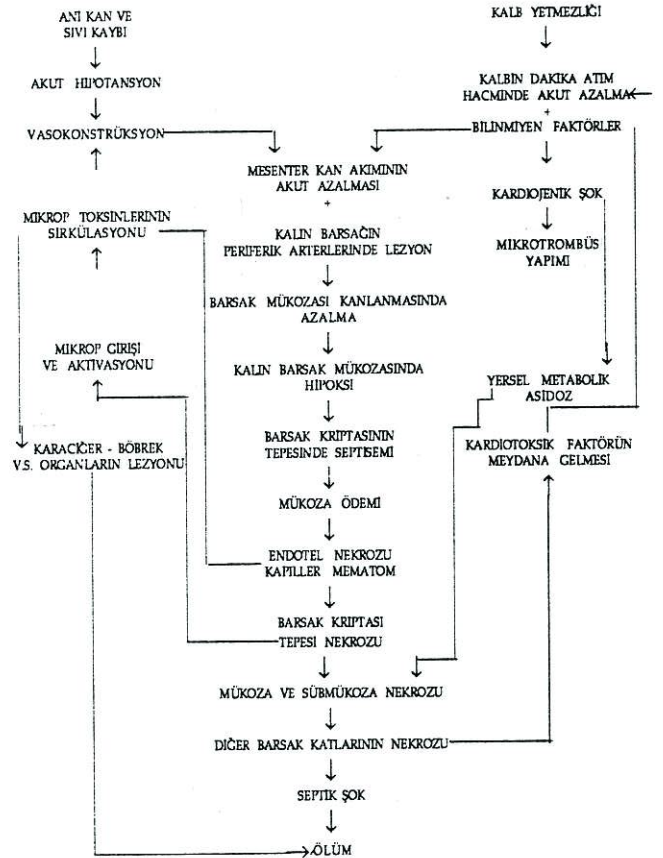 ANİ KAN VE
SIVI KAYBI
AKUT HİPOTANSYON
VASOKONSTRÜKSYON
MİKROP TOKSİNLERİNİN
SİRKÜLASYONU
MİKROP GİRİŞİ
VE AKTİVASYONU
KARACİĞER - BÖBREK
V.S. ORGANLARIN LEZYONU
KALB YETMEZLİĞİ
KALBİN DAKİKA ATIM
HACMINDE AKUT AZALMA
+
BİLİNMİYEN FAKTÖRLER
KARDİOJENİK ŞOK
MİKROTROMBÜS
YAPIMI
YERSEL METABOLİK
ASİDOZ
KARDİOTOKSİK FAKTÖRÜN
MEYDANA GELMESİ
MESENTER KAN AKIMININ
AKUT AZALMASI
+
KALIN BARSAĞIN
PERİFERİK ARTERLERİNDE LEZYON
BARSAK MÜKOZASI KANLANMASINDA
AZALMA
KALIN BARSAK MÜKOZASINDA
HİPOKSİ
BARSAK KRİPTASININ
TEPESİNDE SEPTİSEMİ
MÜKOZA ÖDEMİ
ENDOTEL NEKROZU
KAPİLLER MEMATOM
BARSAK KRİPTASI
TEPESİ NEKROZU
MÜKOZA VE SÜBMÜKOZA NEKROZU
DİĞER BARSAK KATLARININ NEKROZU
SEPTİK ŞOK
ÖLÜM